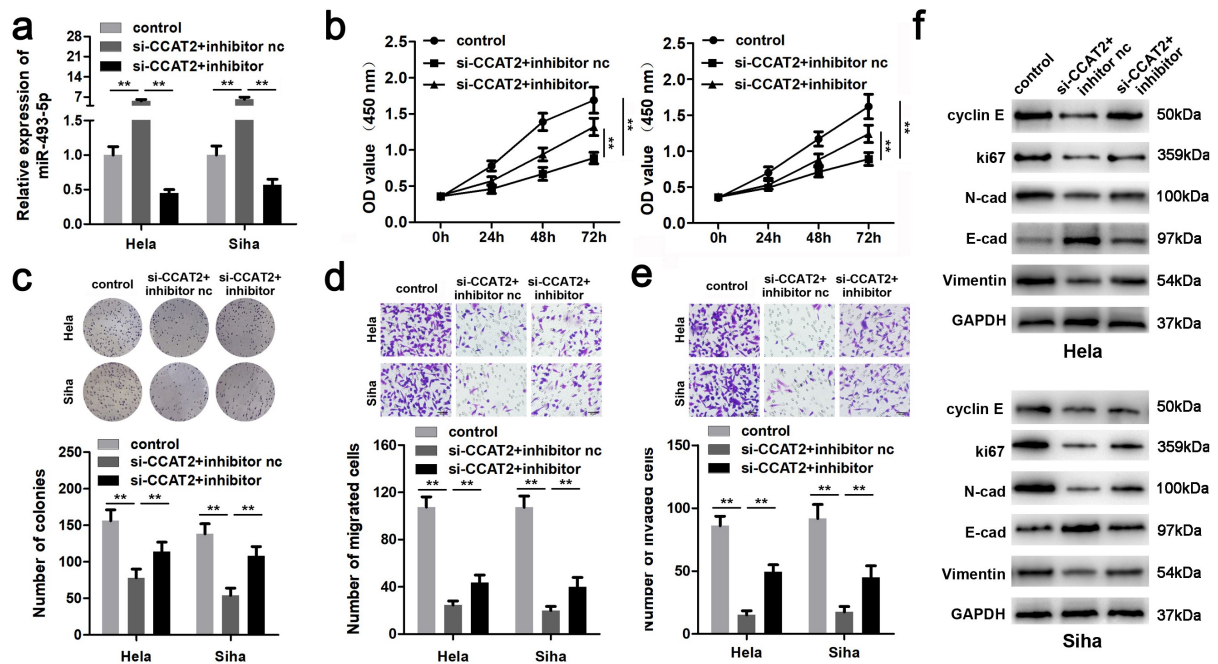 a
control
si-CCAT2+inhibitor nc
si-CCAT2+inhibitor
Relative expression of
miR-493-5p
28
21
14
7
1.0
0.5
0.0
** ** ** **
Hela Siha
b
control
si-CCAT2+inhibitor nc
si-CCAT2+inhibitor
OD value (450 nm)
2.5
2.0
1.5
1.0
0.5
0.0
**
**
0h 24h 48h 72h
control
si-CCAT2+inhibitor nc
si-CCAT2+inhibitor
OD value (450 nm)
2.5
2.0
1.5
1.0
0.5
0.0
**
**
0h 24h 48h 72h
c
control si-CCAT2+ si-CCAT2+
inhibitor nc inhibitor
Hela
Siha
control
si-CCAT2+inhibitor nc
si-CCAT2+inhibitor
Number of colonies
250
200
150
100
50
0
** ** ** **
Hela Siha
d
control si-CCAT2+ si-CCAT2+
inhibitor nc inhibitor
Hela
Siha
control
si-CCAT2+inhibitor nc
si-CCAT2+inhibitor
Number of migrated cells
160
120
80
40
0
** ** ** **
Hela Siha
e
control si-CCAT2+ si-CCAT2+
inhibitor nc inhibitor
Hela
Siha
control
si-CCAT2+inhibitor nc
si-CCAT2+inhibitor
Number of invaded cells
150
100
50
0
** ** ** **
Hela Siha
f
control
si-CCAT2+
inhitor nc
si-CCAT2+
inhibitor
cyclin E 50kDa
ki67 359kDa
N-cad 100kDa
E-cad 97kDa
Vimentin 54kDa
GAPDH 37kDa
Hela
cyclin E 50kDa
ki67 359kDa
N-cad 100kDa
E-cad 97kDa
Vimentin 54kDa
GAPDH 37kDa
Siha